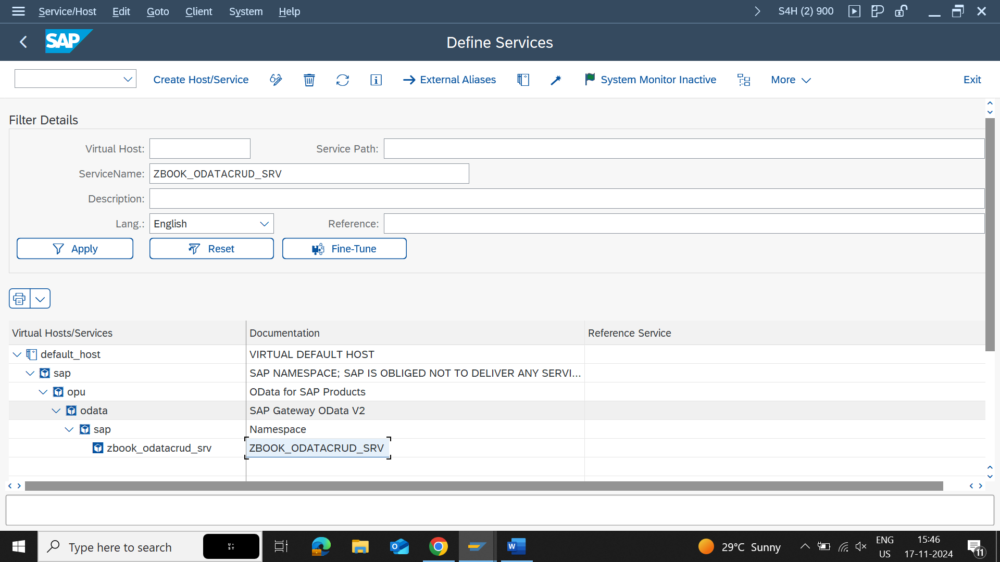 Service/Host Edit Goto Client System Help S4H (2) 900
SAP Define Services
Create Host/Service External Aliases System Monitor Inactive More Exit
Filter Details
Virtual Host: Service Path:
ServiceName: ZBOOK_ODATACRUD_SRV
Description:
Lang.: English Reference:
Apply Reset Fine-Tune
Virtual Hosts/Services Documentation Reference Service
default_host VIRTUAL DEFAULT HOST
sap SAP NAMESPACE; SAP IS OBLIGED NOT TO DELIVER ANY SERVI...
opu OData for SAP Products
odata SAP Gateway OData V2
sap Namespace
zbook_odatacrud_srv ZBOOK_ODATACRUD_SRV
Type here to search
29°C Sunny
ENG
US
15:46
17-11-2024
11